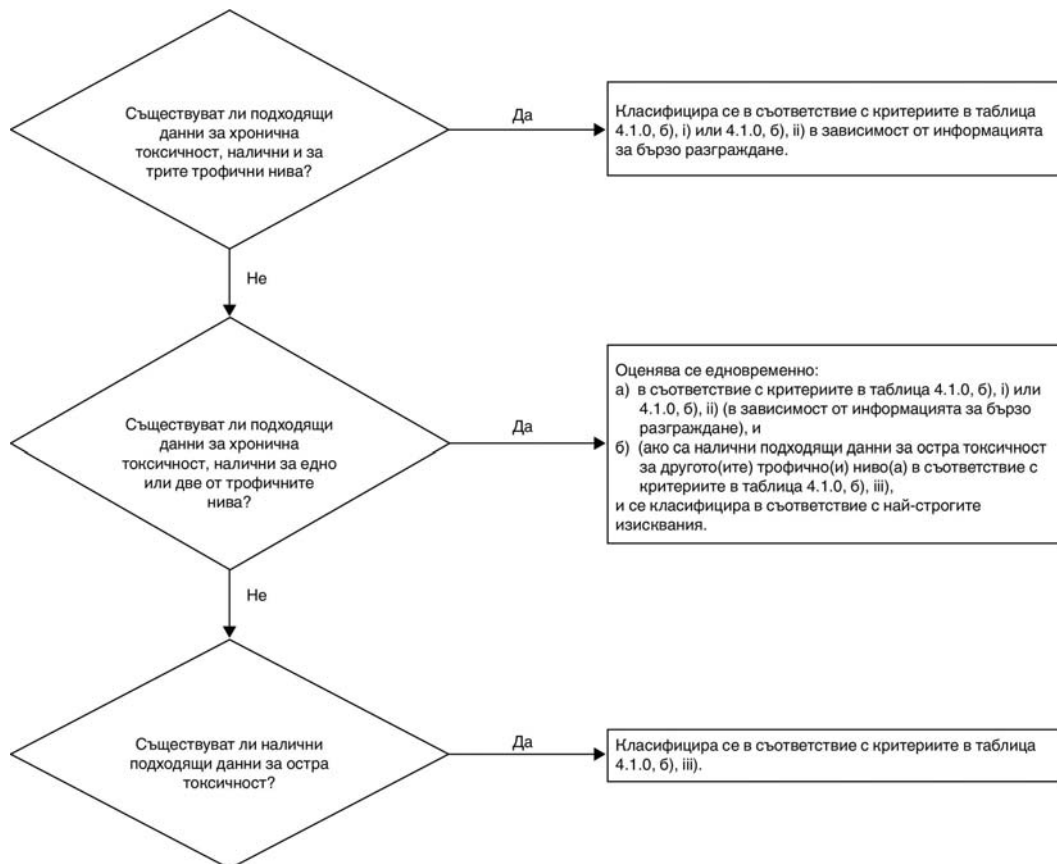 Съществуват ли подходящи
данни за хронична
токсичност, налични и за
трите трофични нива?
Да
Класифицира се в съответствие с критериите в таблица
4.1.0, б), i) или 4.1.0, б), ii) в зависимост от информацията
за бързо разграждане.
Не
Съществуват ли подходящи
данни за хронична
токсичност, налични за едно
или две от трофичните
нива?
Да
Оценява се едновременно:
а) в съответствие с критериите в таблица 4.1.0, б), i) или
4.1.0, б), ii) (в зависимост от информацията за бързо
разграждане), и
б) (ако са налични подходящи данни за остра токсичност
за другото(ите) трофично(и) ниво(а) в съответствие с
критериите в таблица 4.1.0, б), iii),
и се класифицира в съответствие с най-строгите
изисквания.
Не
Съществуват ли налични
подходящи данни за остра
токсичност?
Да
Класифицира се в съответствие с критериите в таблица
4.1.0, б), iii).